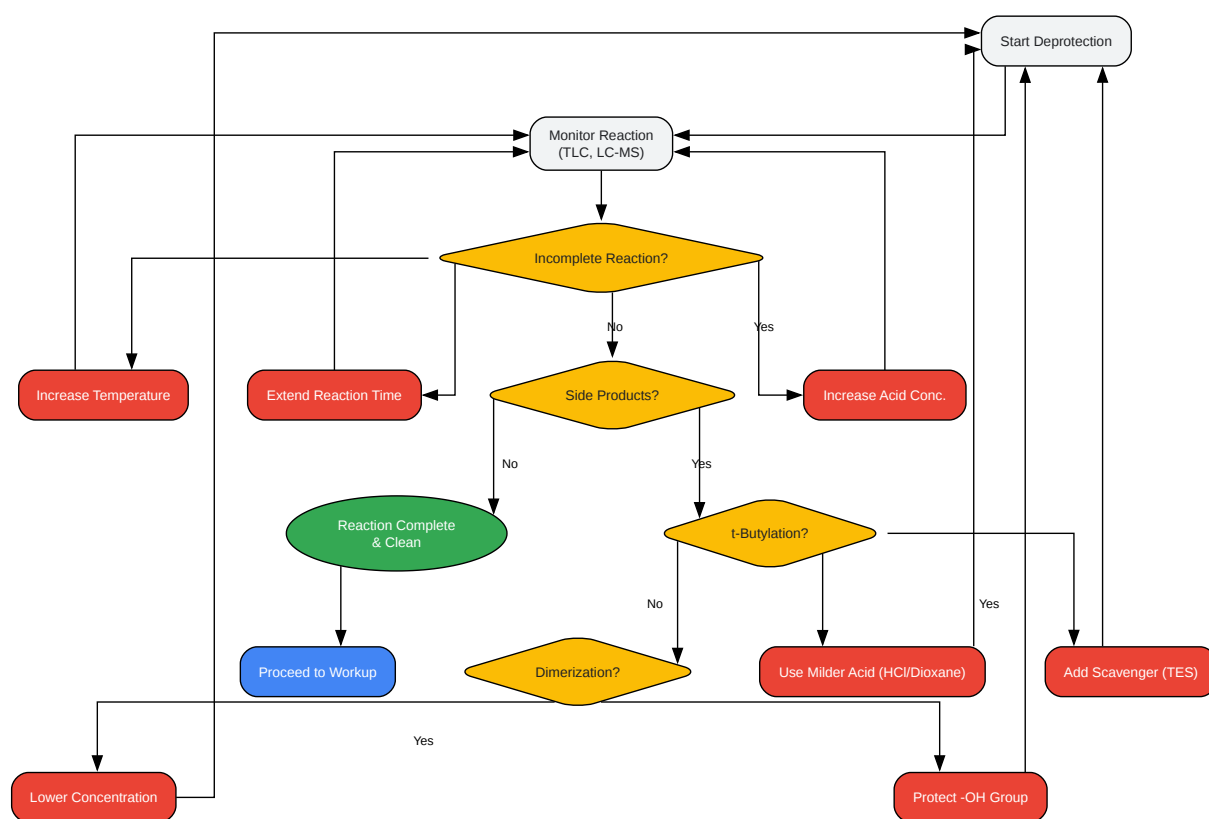 Start Deprotection
Monitor Reaction
(TLC, LC-MS)
Incomplete Reaction?
No
Yes
Increase Temperature
Extend Reaction Time
Side Products?
Increase Acid Conc.
No
Yes
Reaction Complete
& Clean
t-Butylation?
No
Yes
Proceed to Workup
Dimerization?
Use Milder Acid (HCl/Dioxane)
Add Scavenger (TES)
Yes
Lower Concentration
Protect -OH Group